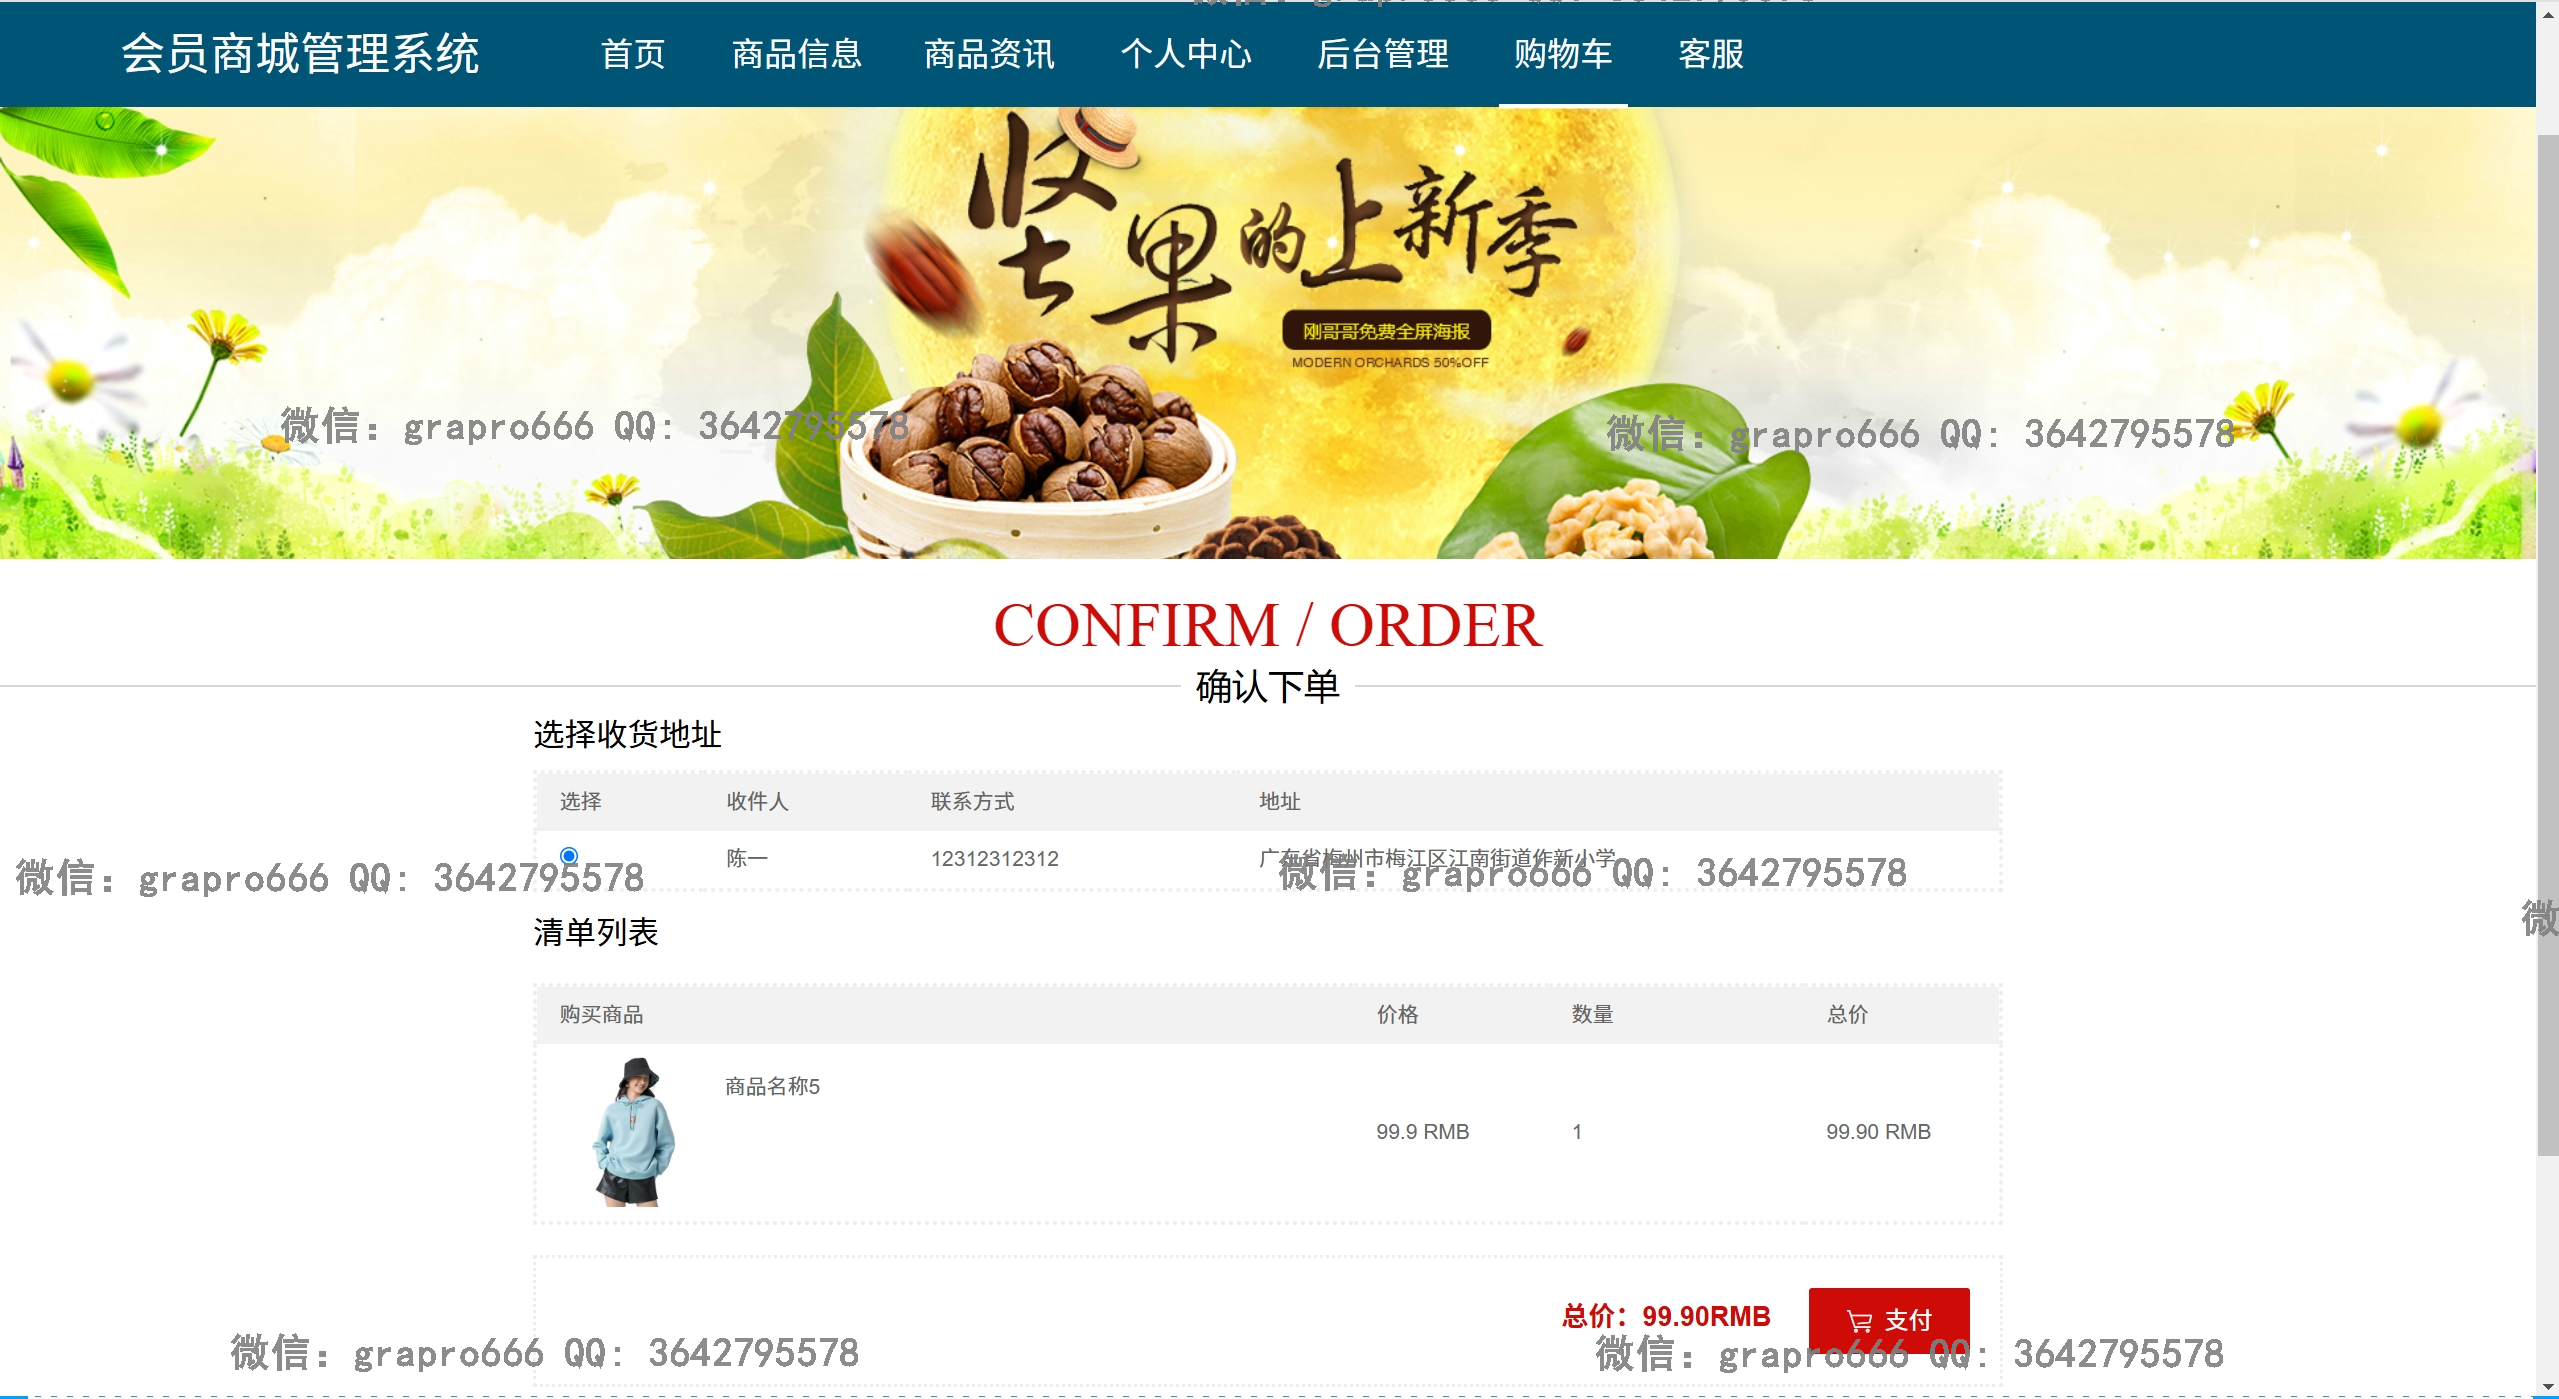 会员商城管理系统 首页 商品信息 商品资讯 个人中心 后台管理 购物车 客服
坚果的上新季
刚哥哥免费全屏海报
MODERN ORCHARDS 50%OFF
微信：grapro666 QQ: 3642795578
微信：grapro666 QQ: 3642795578
CONFIRM / ORDER
确认下单
选择收货地址
选择 收件人 联系方式 地址
陈一 12312312312 广东省梅州市梅江区江南街道作新小学
微信：grapro666 QQ: 3642795578
微信：grapro666 QQ: 3642795578
微
清单列表
购买商品 价格 数量 总价
商品名称5
99.9 RMB 1 99.90 RMB
总价：99.90RMB 支付
微信：grapro666 QQ: 3642795578
微信：grapro666 QQ: 3642795578